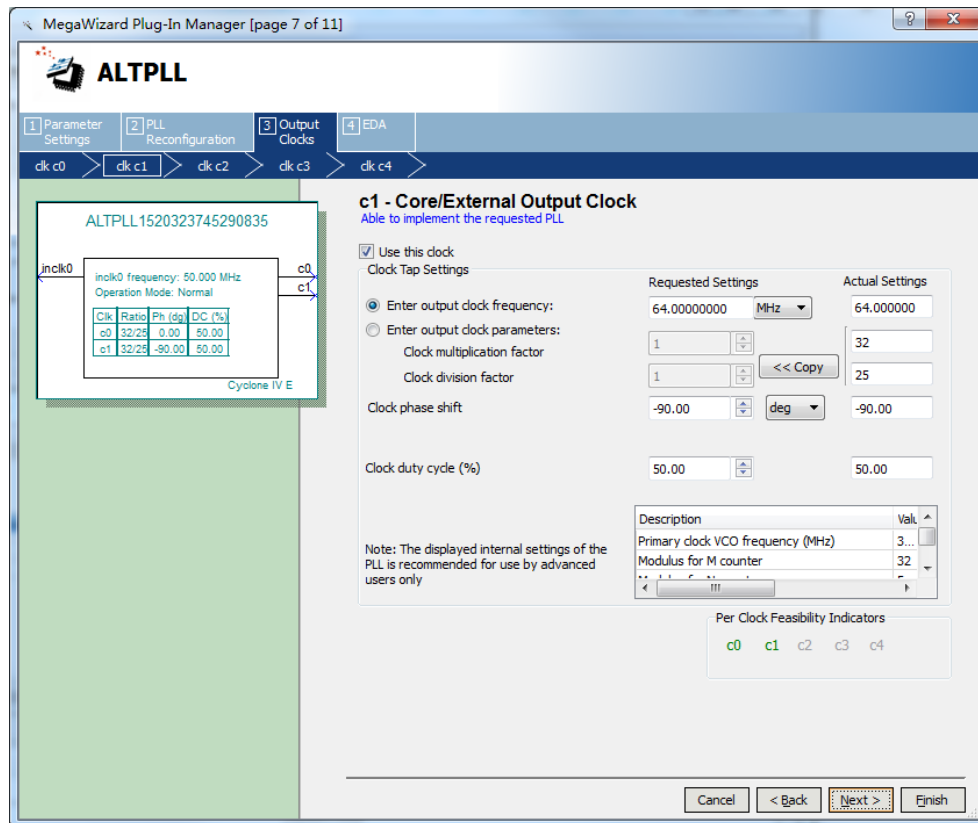 MegaWizard Plug-In Manager [page 7 of 11]
ALTPLL
1 Parameter Settings
2 PLL Reconfiguration
3 Output Clocks
4 EDA
clk c0 clk c1 clk c2 clk c3 clk c4
ALTPLL1520323745290835
inclk0
c0
c1
inclk0 frequency: 50.000 MHz
Operation Mode: Normal
Clk Ratio Ph (dg) DC (%)
c0 32/25 0.00 50.00
c1 32/25 -90.00 50.00
Cyclone IV E
c1 - Core/External Output Clock
Able to implement the requested PLL
Use this clock
Clock Tap Settings
Requested Settings Actual Settings
Enter output clock frequency: 64.00000000 MHz 64.000000
Enter output clock parameters:
Clock multiplication factor 1 32
<< Copy
Clock division factor 1 25
Clock phase shift -90.00 deg -90.00
Clock duty cycle (%) 50.00 50.00
Note: The displayed internal settings of the
PLL is recommended for use by advanced
users only
Description Valu
Primary clock VCO frequency (MHz) 3...
Modulus for M counter 32
Per Clock Feasibility Indicators
c0 c1 c2 c3 c4
Cancel < Back Next > Finish